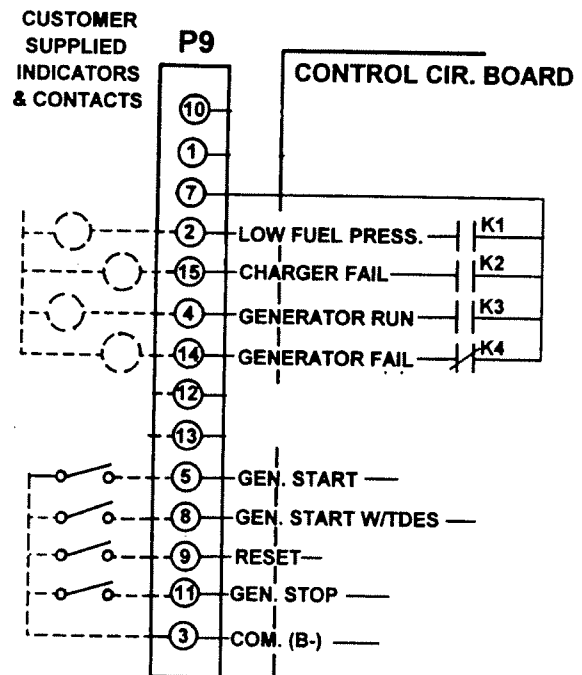 CUSTOMER
SUPPLIED
INDICATORS
& CONTACTS
P9
CONTROL CIR. BOARD
10
1
7
2 LOW FUEL PRESS. K1
15 CHARGER FAIL K2
4 GENERATOR RUN K3
14 GENERATOR FAIL K4
12
13
5 GEN. START
8 GEN. START W/TDES
9 RESET
11 GEN. STOP
3 COM. (B-)